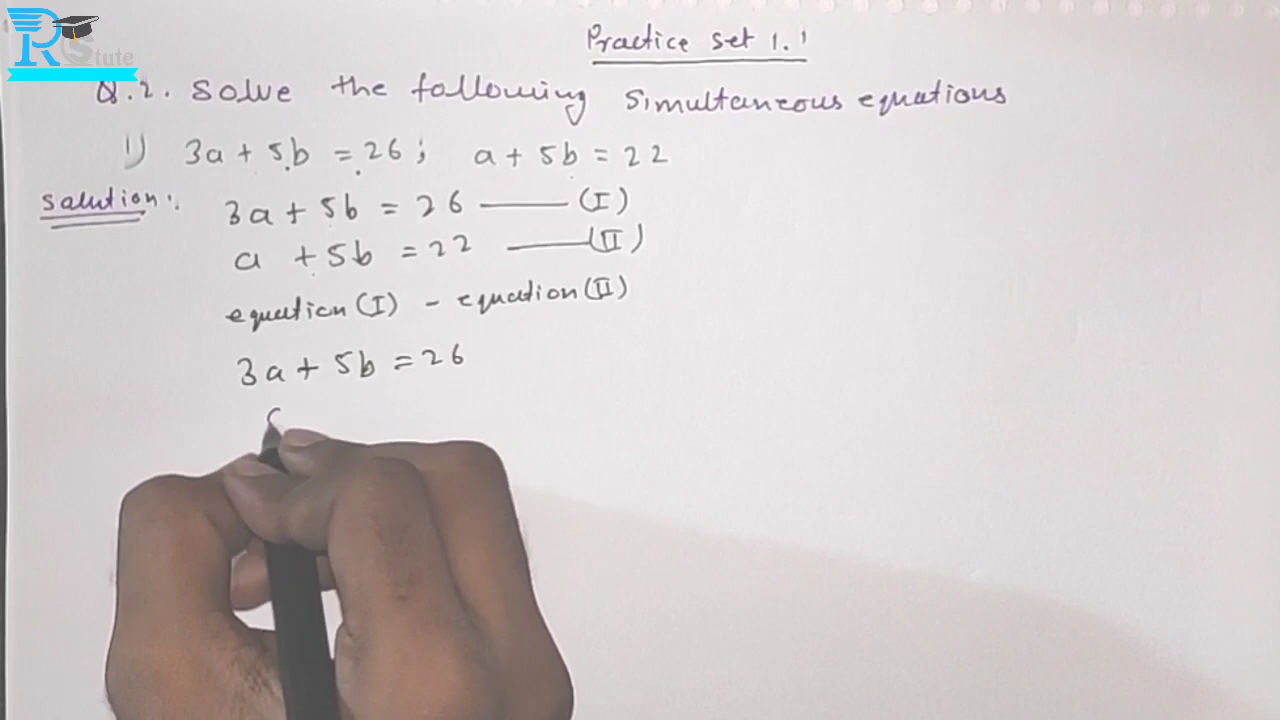 RiStute
Practice set 1.1
Q.2. Solve the following simultaneous equations
1) 3a + 5b = 26; a + 5b = 22
Solution:
3a + 5b = 26 —— (I)
a + 5b = 22 —— (II)
equation (I) - equation (II)
3a + 5b = 26